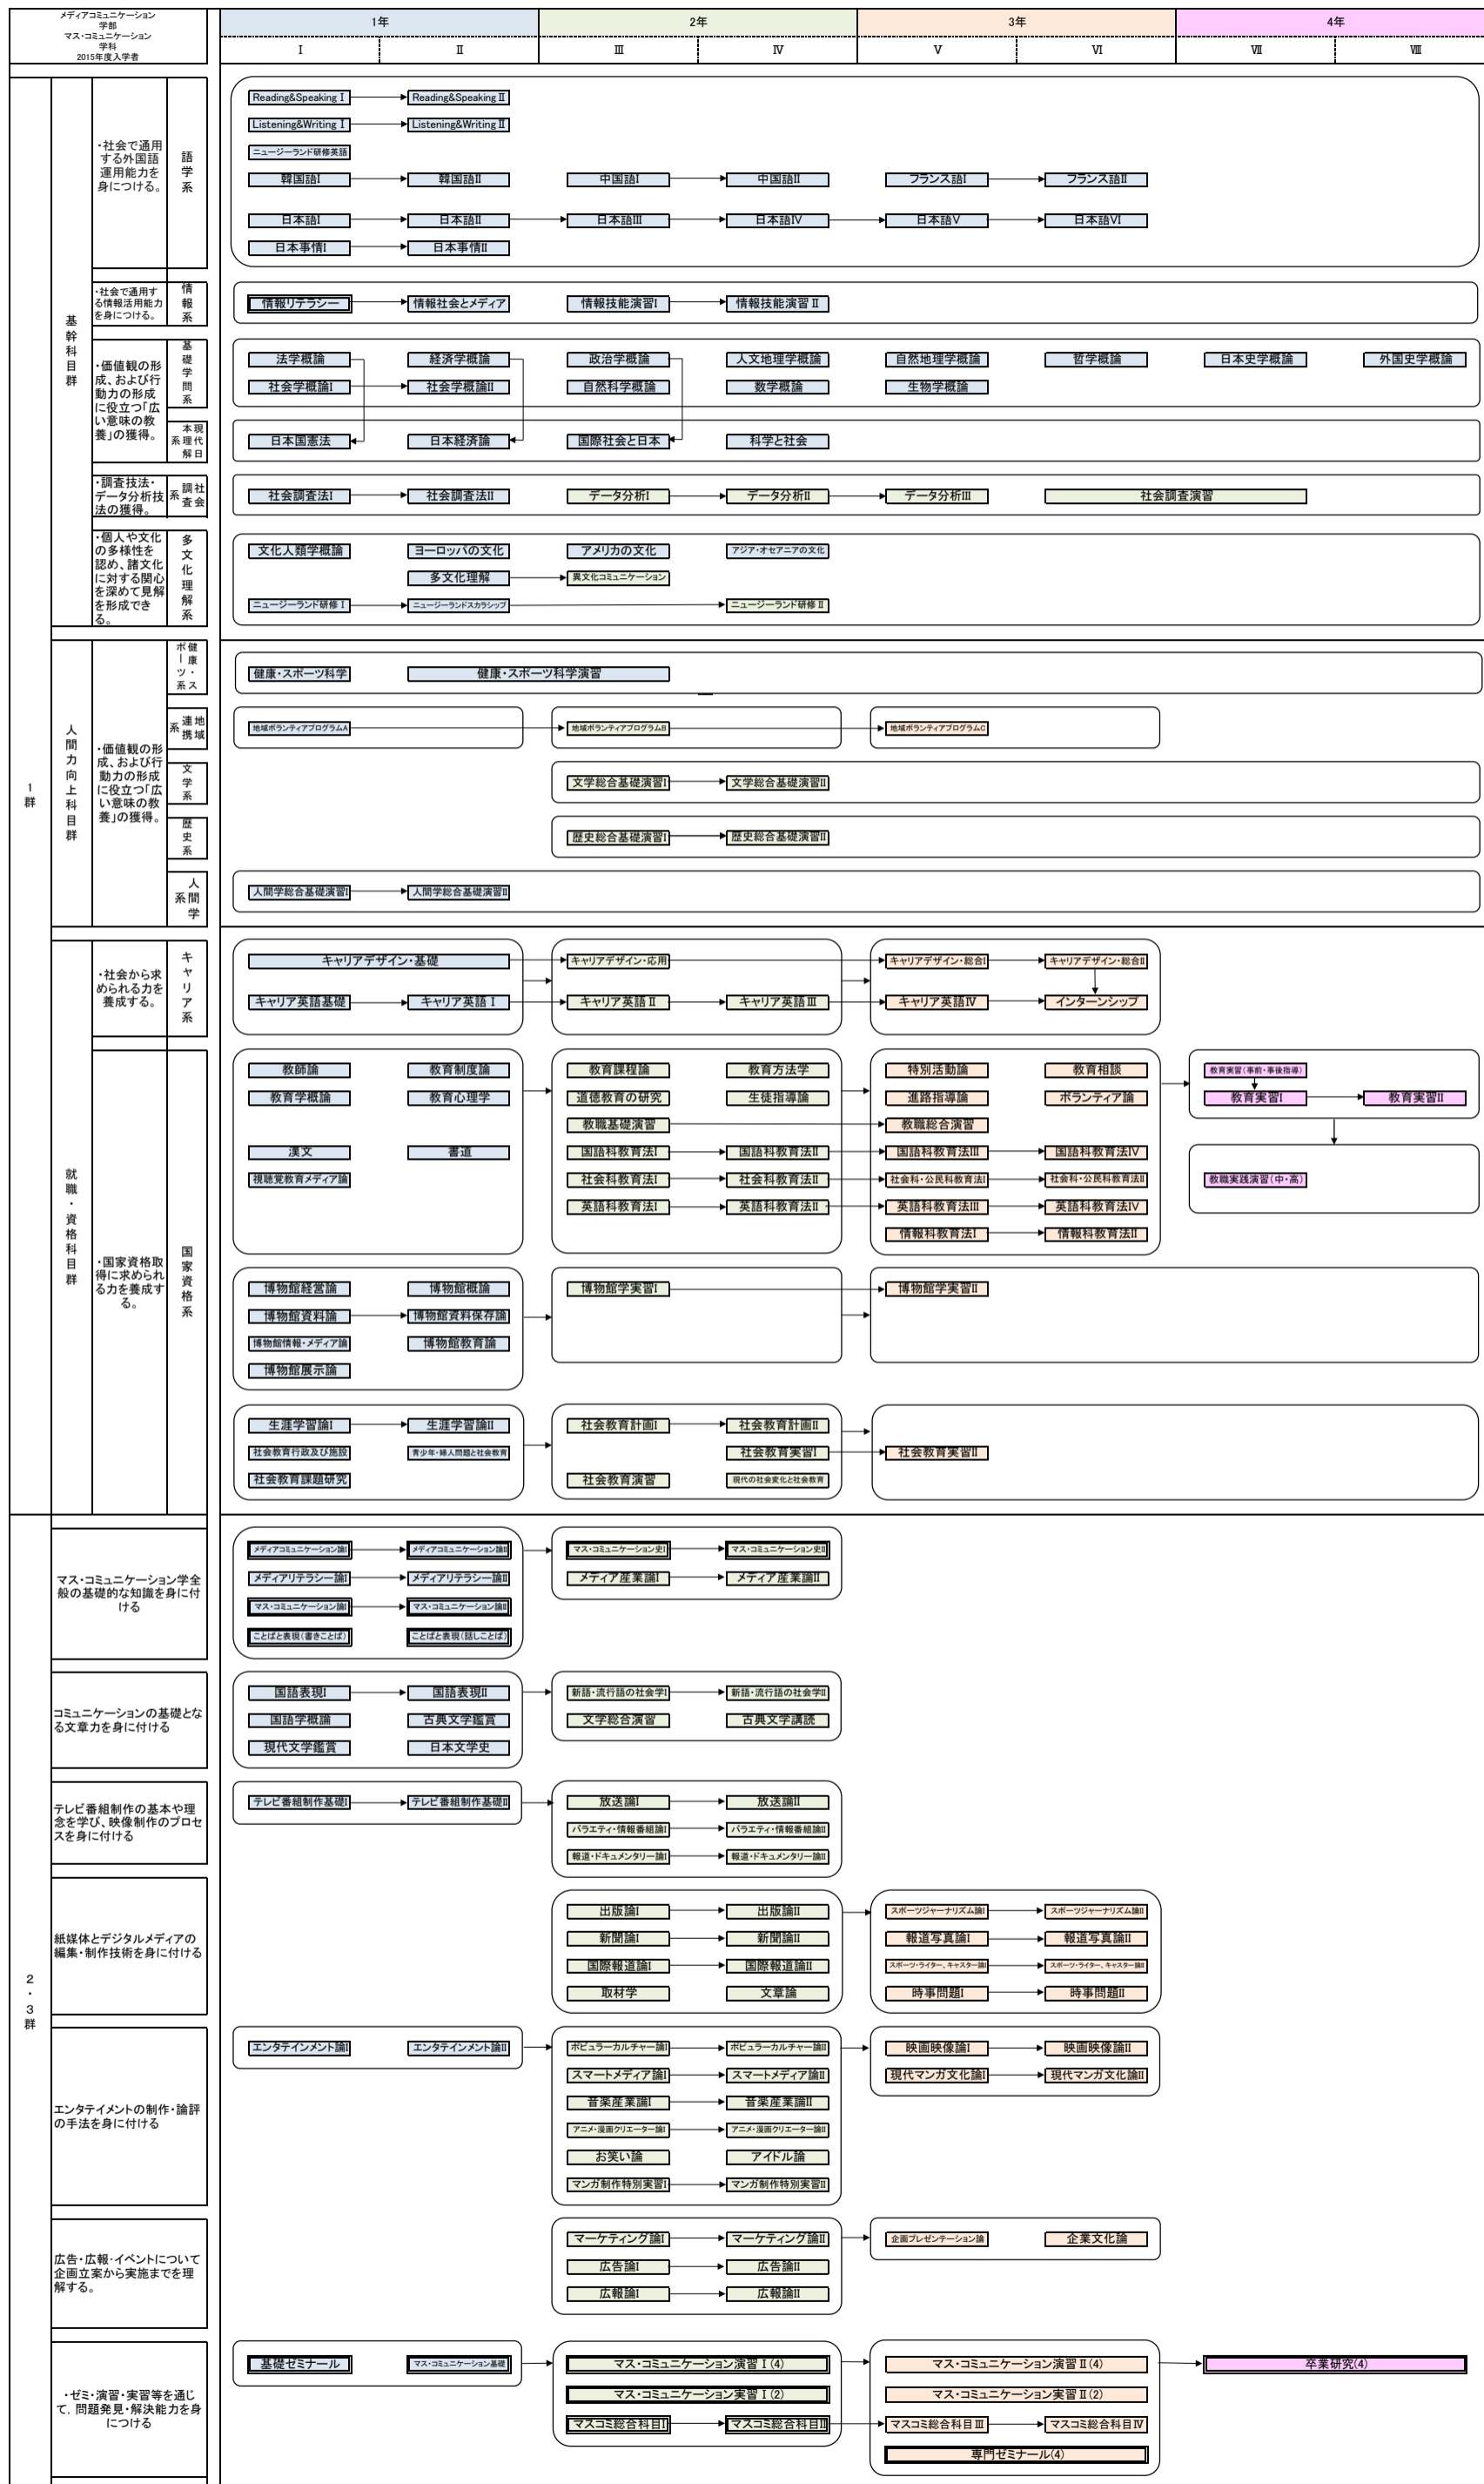 メディアコミュニケーション
学部
マス・コミュニケーション
学科
2015年度入学者
1年
2年
3年
4年
Ⅰ
Ⅱ
Ⅲ
Ⅳ
Ⅴ
Ⅵ
Ⅶ
Ⅷ
1群
基幹科目群
・社会で通用
する外国語
運用能力を
身につける。
語学系
Reading&Speaking Ⅰ
Reading&Speaking Ⅱ
Listening&Writing Ⅰ
Listening&Writing Ⅱ
ニュージーランド研修英語
韓国語I
韓国語II
中国語I
中国語II
フランス語I
フランス語II
日本語I
日本語II
日本語III
日本語IV
日本語V
日本語VI
日本事情I
日本事情II
・社会で通用す
る情報活用能力
を身につける。
情報系
情報リテラシー
情報社会とメディア
情報技能演習I
情報技能演習Ⅱ
・価値観の形
成、および行
動力の形成
に役立つ「広
い意味の教
養」の獲得。
基礎学問系
法学概論
経済学概論
政治学概論
人文地理学概論
自然地理学概論
哲学概論
日本史学概論
外国史学概論
社会学概論I
社会学概論II
自然科学概論
数学概論
生物学概論
現代日本理解系
日本国憲法
日本経済論
国際社会と日本
科学と社会
・調査技法・
データ分析技
法の獲得。
社会調査系
社会調査法I
社会調査法II
データ分析I
データ分析II
データ分析III
社会調査演習
・個人や文化
の多様性を
認め、諸文化
に対する関心
を深めて見解
を形成でき
る。
多文化理解系
文化人類学概論
ヨーロッパの文化
アメリカの文化
アジア・オセアニアの文化
多文化理解
異文化コミュニケーション
ニュージーランド研修Ⅰ
ニュージーランドスカラシップ
ニュージーランド研修Ⅱ
人間力向上科目群
・価値観の形
成、および行
動力の形成
に役立つ「広
い意味の教
養」の獲得。
健康・スポーツ系
健康・スポーツ科学
健康・スポーツ科学演習
地域連携系
地域ボランティアプログラムA
地域ボランティアプログラムB
地域ボランティアプログラムC
文学系
文学総合基礎演習I
文学総合基礎演習II
歴史系
歴史総合基礎演習I
歴史総合基礎演習II
人間学系
人間学総合基礎演習I
人間学総合基礎演習II
就職・資格科目群
・社会から求
められる力を
養成する。
キャリア系
キャリアデザイン・基礎
キャリアデザイン・応用
キャリアデザイン・総合I
キャリアデザイン・総合II
キャリア英語基礎
キャリア英語Ⅰ
キャリア英語Ⅱ
キャリア英語Ⅲ
キャリア英語Ⅳ
インターンシップ
・国家資格取
得に求められ
る力を養成す
る。
国家資格系
教師論
教育制度論
教育課程論
教育方法学
特別活動論
教育相談
教育実習(事前・事後指導)
教育学概論
教育心理学
道徳教育の研究
生徒指導論
進路指導論
ボランティア論
教育実習I
教育実習II
教職基礎演習
教職総合演習
漢文
書道
国語科教育法I
国語科教育法II
国語科教育法III
国語科教育法IV
視聴覚教育メディア論
社会科教育法I
社会科教育法II
社会科・公民科教育法I
社会科・公民科教育法II
教職実践演習(中・高)
英語科教育法I
英語科教育法II
英語科教育法III
英語科教育法IV
情報科教育法I
情報科教育法II
博物館経営論
博物館概論
博物館学実習I
博物館学実習II
博物館資料論
博物館資料保存論
博物館情報・メディア論
博物館教育論
博物館展示論
生涯学習論I
生涯学習論II
社会教育計画I
社会教育計画II
社会教育行政及び施設
青少年・婦人問題と社会教育
社会教育実習I
社会教育実習II
社会教育課題研究
社会教育演習
現代の社会変化と社会教育
2・3群
マス・コミュニケーション学全
般の基礎的な知識を身に付
ける
メディアコミュニケーション論I
メディアコミュニケーション論II
マス・コミュニケーション史I
マス・コミュニケーション史II
メディアリテラシー論I
メディアリテラシー論II
メディア産業論I
メディア産業論II
マス・コミュニケーション論I
マス・コミュニケーション論II
ことばと表現(書きことば)
ことばと表現(話しことば)
コミュニケーションの基礎とな
る文章力を身に付ける
国語表現I
国語表現II
新語・流行語の社会学I
新語・流行語の社会学II
国語学概論
古典文学鑑賞
文学総合演習
古典文学講読
現代文学鑑賞
日本文学史
テレビ番組制作の基本や理
念を学び、映像制作のプロセ
スを身に付ける
テレビ番組制作基礎I
テレビ番組制作基礎II
放送論I
放送論II
バラエティ・情報番組論I
バラエティ・情報番組論II
報道・ドキュメンタリー論I
報道・ドキュメンタリー論II
紙媒体とデジタルメディアの
編集・制作技術を身に付ける
出版論I
出版論II
スポーツジャーナリズム論I
スポーツジャーナリズム論II
新聞論I
新聞論II
報道写真論I
報道写真論II
国際報道論I
国際報道論II
スポーツ・ライター、キャスター論I
スポーツ・ライター、キャスター論II
取材学
文章論
時事問題I
時事問題II
エンタテイメントの制作・論評
の手法を身に付ける
エンタテインメント論I
エンタテインメント論II
ポピュラーカルチャー論I
ポピュラーカルチャー論II
映画映像論I
映画映像論II
スマートメディア論I
スマートメディア論II
現代マンガ文化論I
現代マンガ文化論II
音楽産業論I
音楽産業論II
アニメ・漫画クリエーター論I
アニメ・漫画クリエーター論II
お笑い論
アイドル論
マンガ制作特別実習I
マンガ制作特別実習II
広告・広報・イベントについて
企画立案から実施までを理
解する。
マーケティング論I
マーケティング論II
企画プレゼンテーション論
企業文化論
広告論I
広告論II
広報論I
広報論II
・ゼミ・演習・実習等を通じ
て、問題発見・解決能力を身
につける
基礎ゼミナール
マス・コミュニケーション基礎
マス・コミュニケーション演習Ⅰ(4)
マス・コミュニケーション演習Ⅱ(4)
卒業研究(4)
マス・コミュニケーション実習Ⅰ(2)
マス・コミュニケーション実習Ⅱ(2)
マスコミ総合科目I
マスコミ総合科目II
マスコミ総合科目Ⅲ
マスコミ総合科目Ⅳ
専門ゼミナール(4)